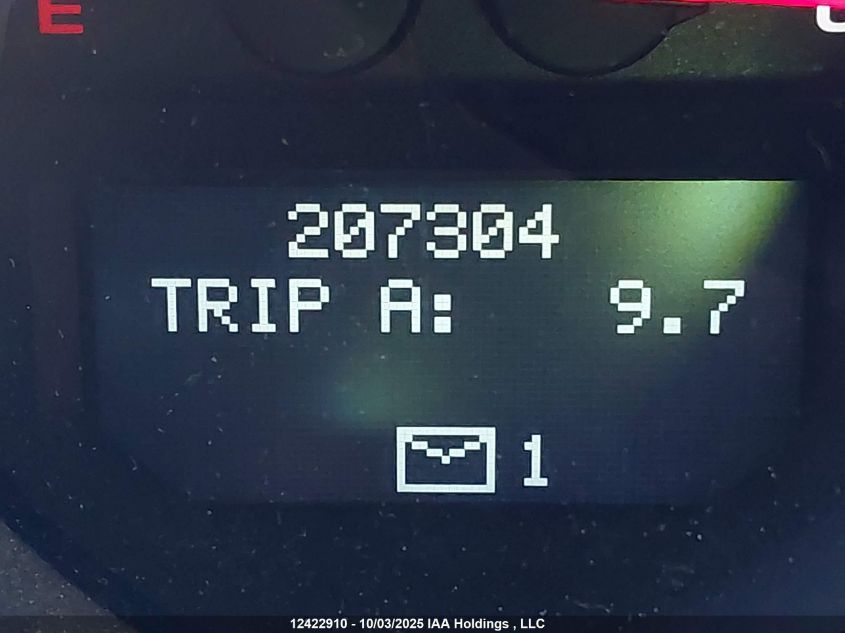 E
207304
TRIP A: 9.7
1
12422910 - 10/03/2025 IAA Holdings , LLC